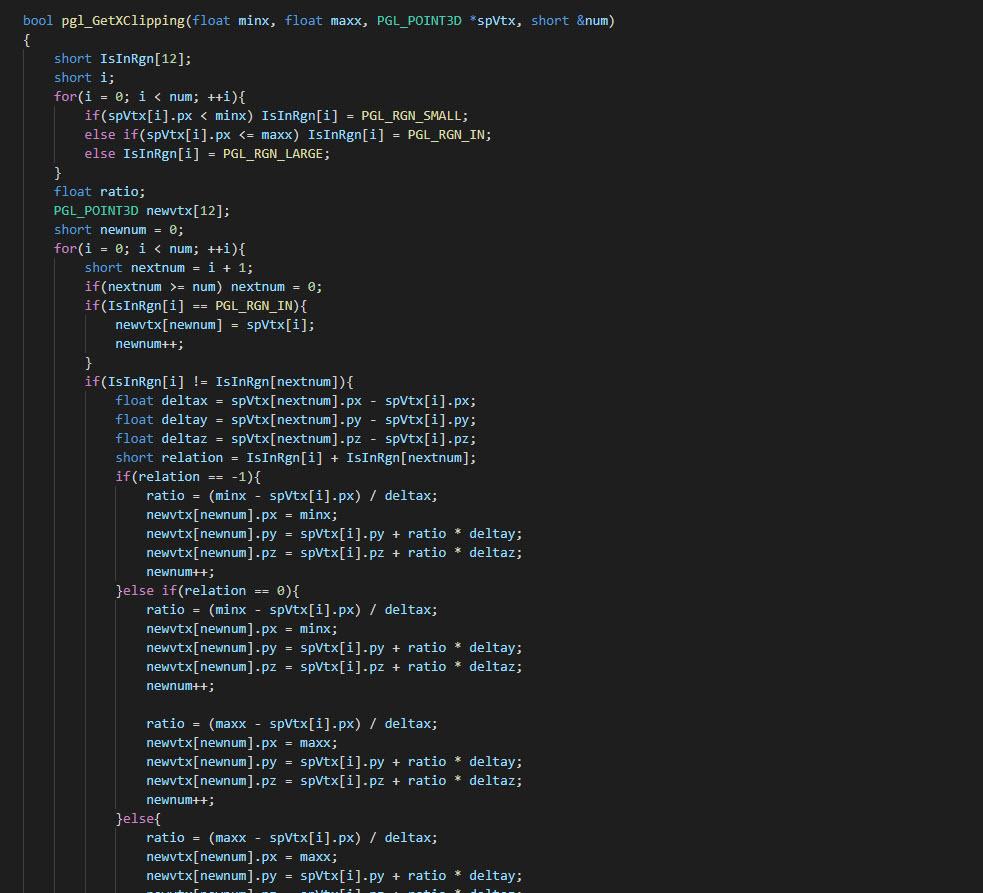 bool pgl_GetXClipping(float minx, float maxx, PGL_POINT3D *spVtx, short &num)
{
    short IsInRgn[12];
    short i;
    for(i = 0; i < num; ++i){
        if(spVtx[i].px < minx) IsInRgn[i] = PGL_RGN_SMALL;
        else if(spVtx[i].px <= maxx) IsInRgn[i] = PGL_RGN_IN;
        else IsInRgn[i] = PGL_RGN_LARGE;
    }
    float ratio;
    PGL_POINT3D newvtx[12];
    short newnum = 0;
    for(i = 0; i < num; ++i){
        short nextnum = i + 1;
        if(nextnum >= num) nextnum = 0;
        if(IsInRgn[i] == PGL_RGN_IN){
            newvtx[newnum] = spVtx[i];
            newnum++;
        }
        if(IsInRgn[i] != IsInRgn[nextnum]){
            float deltax = spVtx[nextnum].px - spVtx[i].px;
            float deltay = spVtx[nextnum].py - spVtx[i].py;
            float deltaz = spVtx[nextnum].pz - spVtx[i].pz;
            short relation = IsInRgn[i] + IsInRgn[nextnum];
            if(relation == -1){
                ratio = (minx - spVtx[i].px) / deltax;
                newvtx[newnum].px = minx;
                newvtx[newnum].py = spVtx[i].py + ratio * deltay;
                newvtx[newnum].pz = spVtx[i].pz + ratio * deltaz;
                newnum++;
            }else if(relation == 0){
                ratio = (minx - spVtx[i].px) / deltax;
                newvtx[newnum].px = minx;
                newvtx[newnum].py = spVtx[i].py + ratio * deltay;
                newvtx[newnum].pz = spVtx[i].pz + ratio * deltaz;
                newnum++;

                ratio = (maxx - spVtx[i].px) / deltax;
                newvtx[newnum].px = maxx;
                newvtx[newnum].py = spVtx[i].py + ratio * deltay;
                newvtx[newnum].pz = spVtx[i].pz + ratio * deltaz;
                newnum++;
            }else{
                ratio = (maxx - spVtx[i].px) / deltax;
                newvtx[newnum].px = maxx;
                newvtx[newnum].py = spVtx[i].py + ratio * deltay;